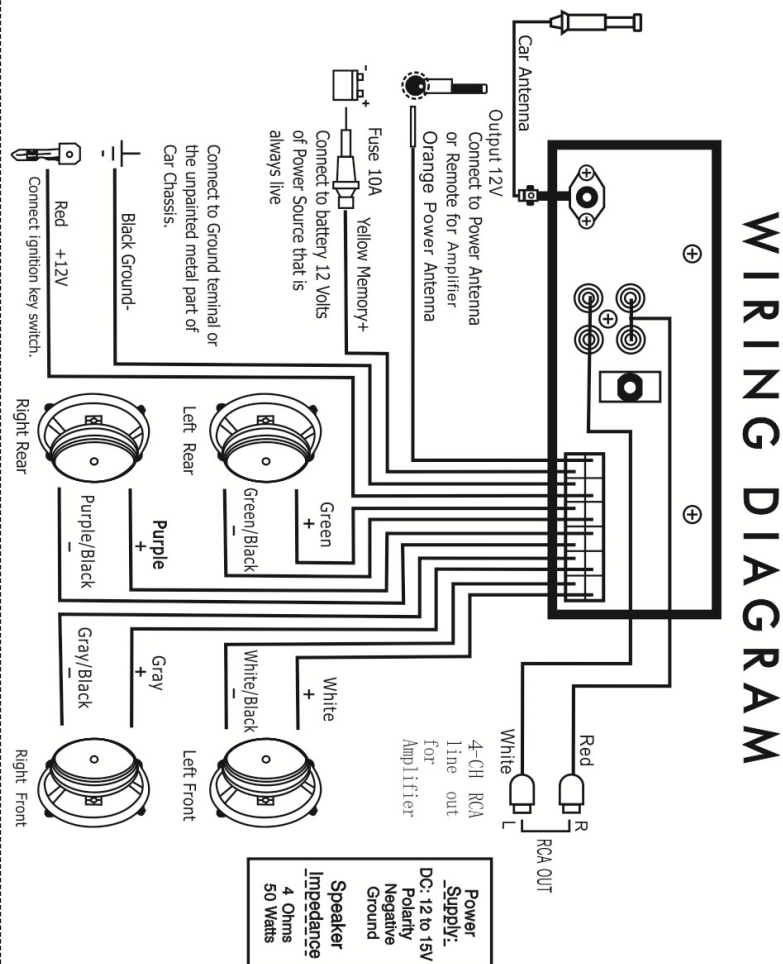 WIRING DIAGRAM
Car Antenna
Output 12V
Connect to Power Antenna
or Remote for Amplifier
Orange Power Antenna
- +
Fuse 10A
Yellow Memory+
Connect to battery 12 Volts
of Power Source that is
always live
Connect to Ground teminal or
the unpainted metal part of
Car Chassis.
Black Ground-
Red +12V
Connect ignition key switch.
Left Rear
Green
+
Green/Black
-
Right Rear
Purple
+
Purple/Black
-
White
+
White/Black
-
Left Front
Gray
+
Gray/Black
-
Right Front
Red
White
R
L
RCA OUT
4-CH RCA
line out
for
Amplifier
Power
Supply:
DC: 12 to 15V
Polarity
Negative
Ground
Speaker
Impedance
4 Ohms
50 Watts